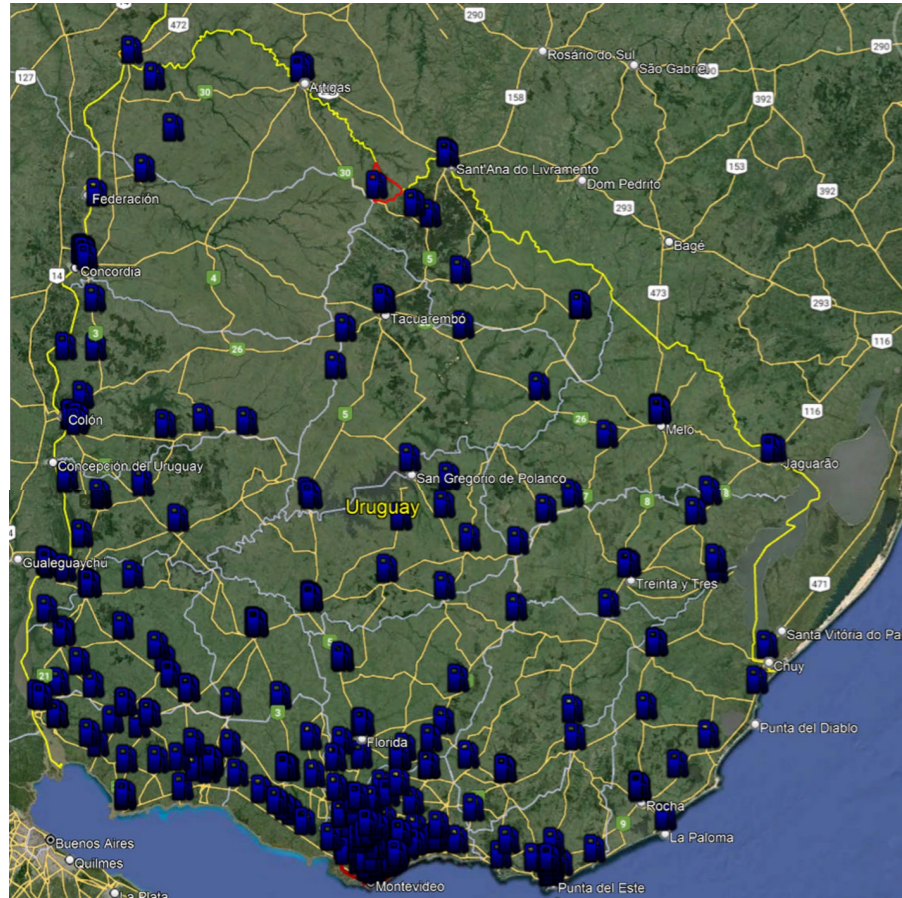 14
472
290
Rosário do Sul
São Gabriel
290
290
127
30
Artigas
158
392
153
30
Sant'Ana do Livramento
Dom Pedrito
392
Federación
293
Bagé
5
14
Concordia
4
473
293
3
Tacuarembó
116
26
5
26
116
Colón
Melo
Concepción del Uruguay
Jaguarão
San Gregorio de Polanco
7
8
Uruguay
Gualeguaychú
Treinta y Tres
471
Santa Vitória do Pa
21
Chuy
3
Punta del Diablo
Florida
Rocha
9
La Paloma
Buenos Aires
Quilmes
Montevideo
Punta del Este
La Plata